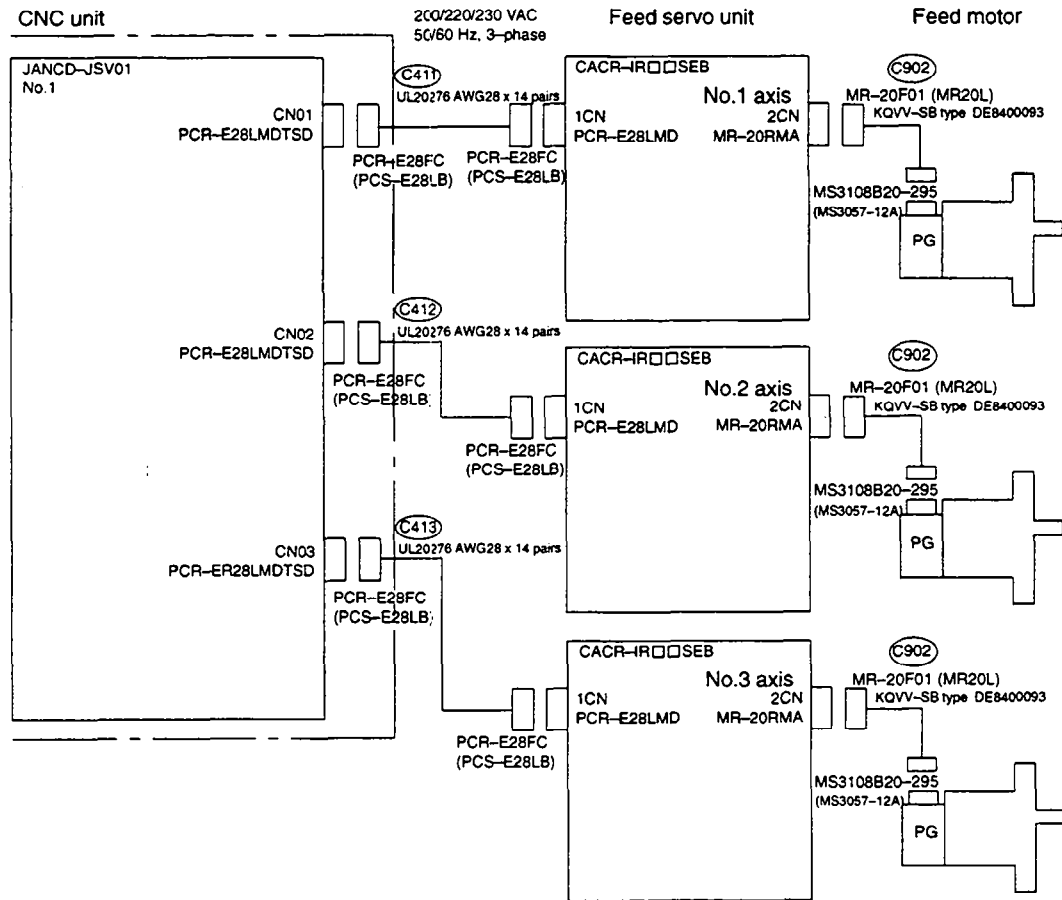 CNC unit
200/220/230 VAC
50/60 Hz, 3-phase
Feed servo unit
Feed motor
JANCD-JSV01
No.1
C411
UL20276 AWG28 x 14 pairs
CN01
PCR-E28LMDTSD
PCR-E28FC
(PCS-E28LB)
PCR-E28FC
(PCS-E28LB)
CACR-IR□□SEB
No.1 axis
1CN
2CN
PCR-E28LMD
MR-20RMA
C902
MR-20F01 (MR20L)
KQVV-SB type DE8400093
MS3108B20-295
(MS3057-12A)
PG
C412
UL20276 AWG28 x 14 pairs
CN02
PCR-E28LMDTSD
PCR-E28FC
(PCS-E28LB)
PCR-E28FC
(PCS-E28LB)
CACR-IR□□SEB
No.2 axis
1CN
2CN
PCR-E28LMD
MR-20RMA
C902
MR-20F01 (MR20L)
KQVV-SB type DE8400093
MS3108B20-295
(MS3057-12A)
PG
C413
UL20276 AWG28 x 14 pairs
CN03
PCR-ER28LMDTSD
PCR-E28FC
(PCS-E28LB)
PCR-E28FC
(PCS-E28LB)
CACR-IR□□SEB
No.3 axis
1CN
2CN
PCR-E28LMD
MR-20RMA
C902
MR-20F01 (MR20L)
KQVV-SB type DE8400093
MS3108B20-295
(MS3057-12A)
PG